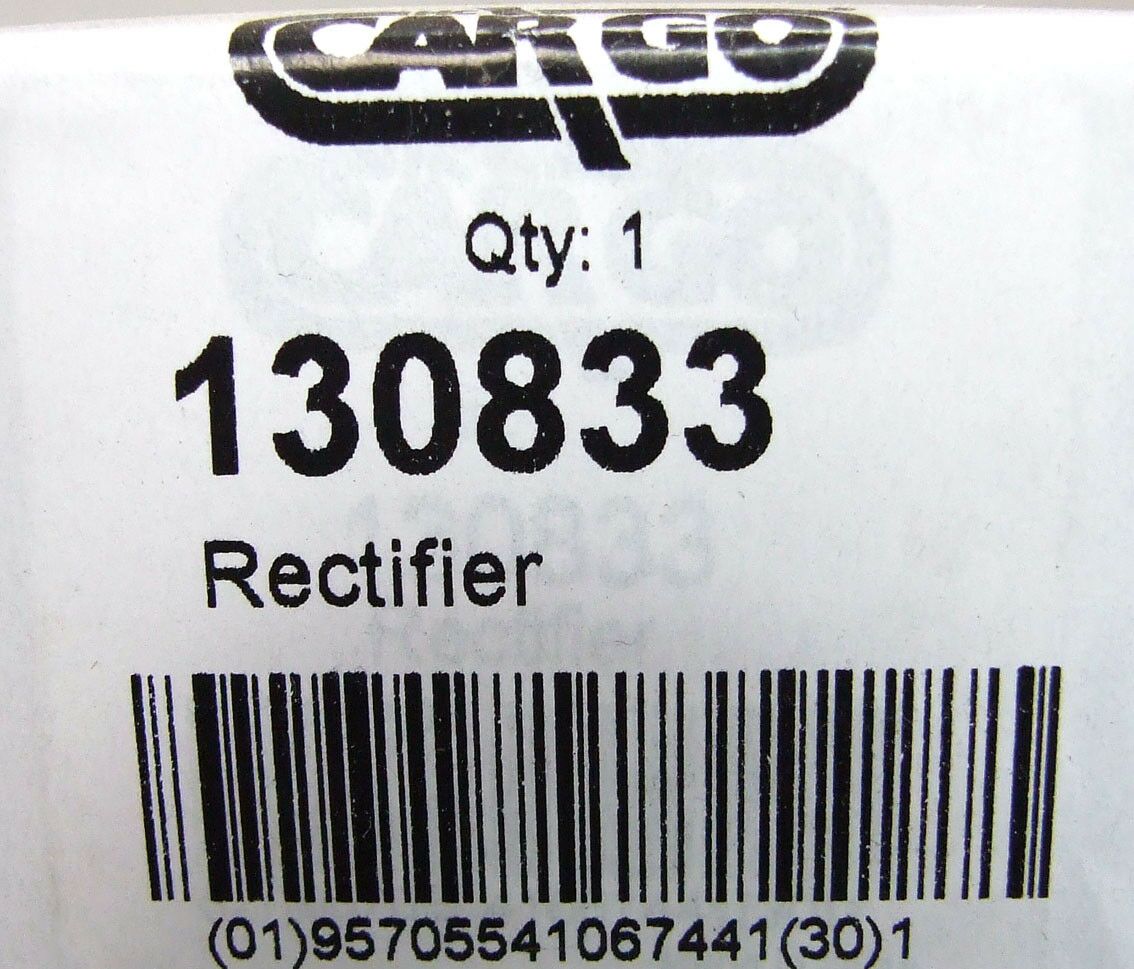 CARGO
Qty: 1
130833
Rectifier
(01)95705541067441(30)1